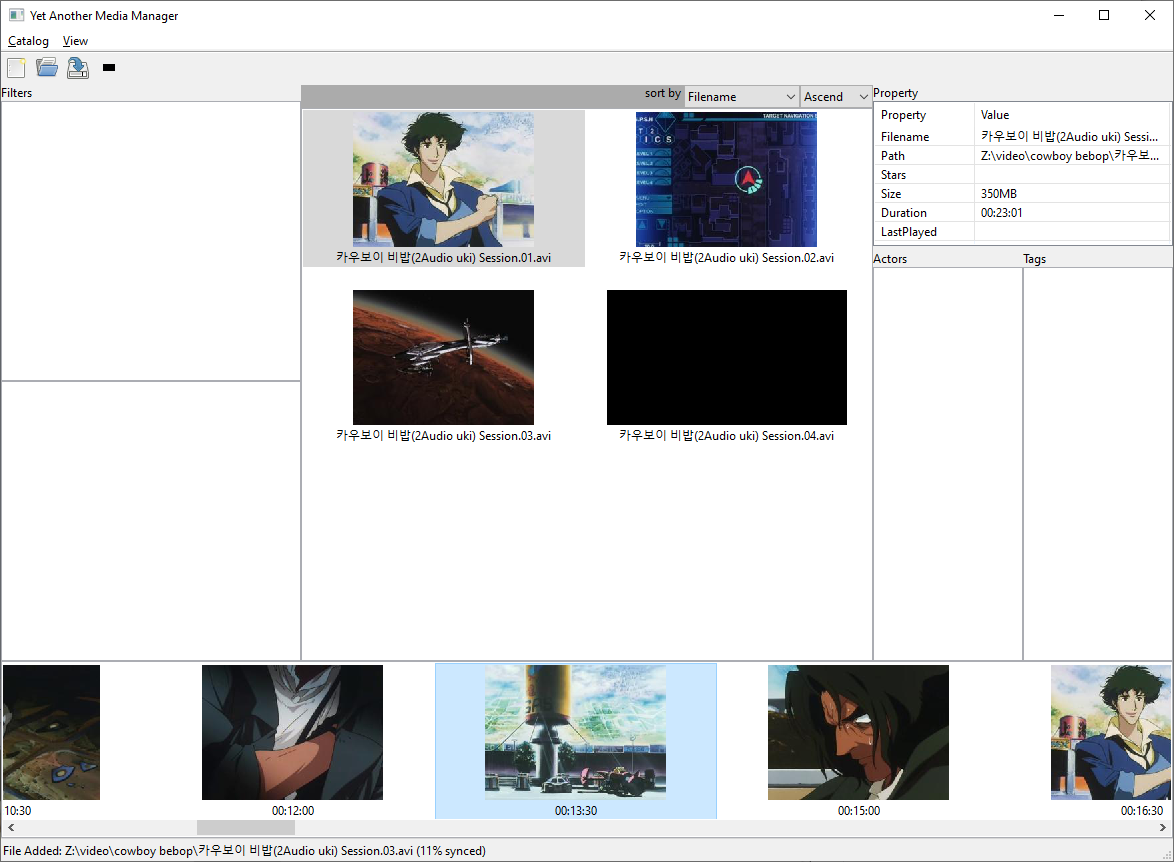 Yet Another Media Manager
Catalog View
Filters
sort by Filename Ascend
Property
Property Value
Filename 카우보이 비밥(2Audio uki) Sessi...
Path Z:\video\cowboy bebop\카우보...
Stars
Size 350MB
Duration 00:23:01
LastPlayed
TARGET NAVIGATION
카우보이 비밥(2Audio uki) Session.01.avi
카우보이 비밥(2Audio uki) Session.02.avi
Actors Tags
카우보이 비밥(2Audio uki) Session.03.avi
카우보이 비밥(2Audio uki) Session.04.avi
GAS
10:30
00:12:00
00:13:30
00:15:00
00:16:30
File Added: Z:\video\cowboy bebop\카우보이 비밥(2Audio uki) Session.03.avi (11% synced)